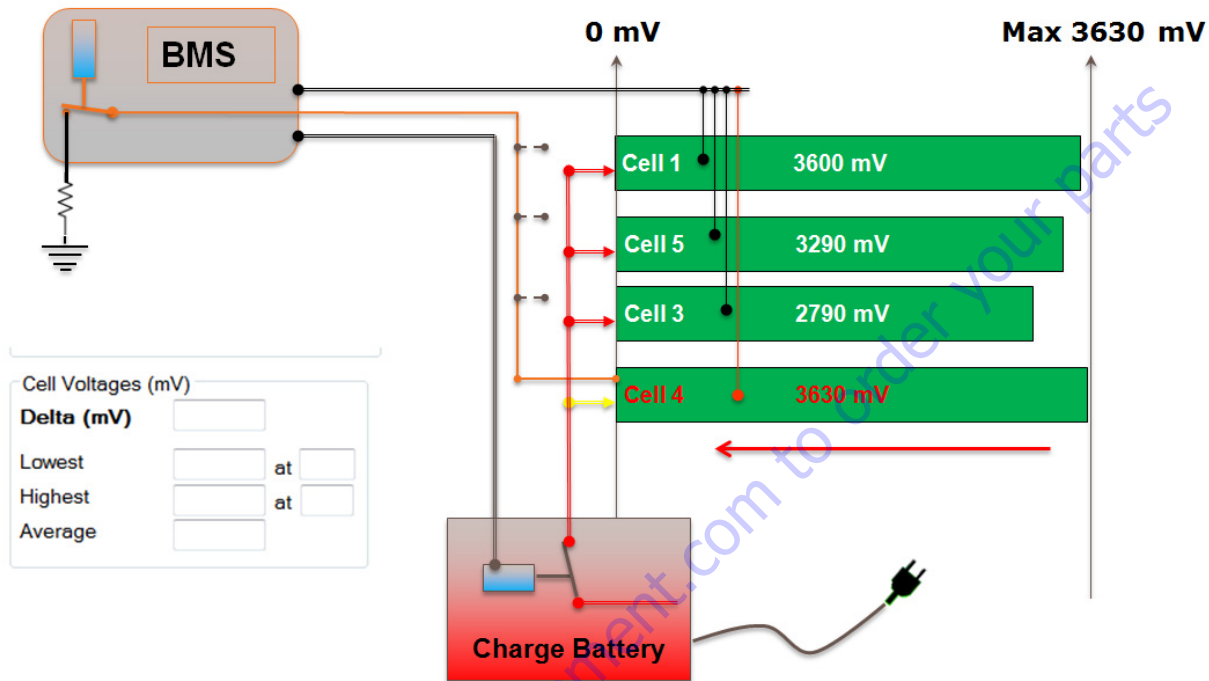 0 mV
Max 3630 mV
BMS
Cell 1 3600 mV
Cell 5 3290 mV
Cell 3 2790 mV
Cell 4 3630 mV
Cell Voltages (mV)
Delta (mV)
Lowest at
Highest at
Average
Charge Battery
ment.com to order your parts